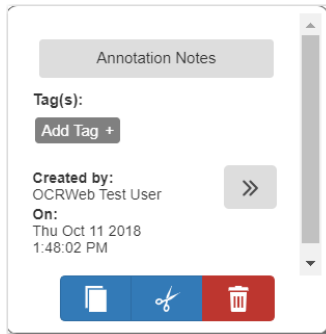 Annotation Notes
Tag(s):
Add Tag +
Created by:
OCRWeb Test User
On:
Thu Oct 11 2018
1:48:02 PM